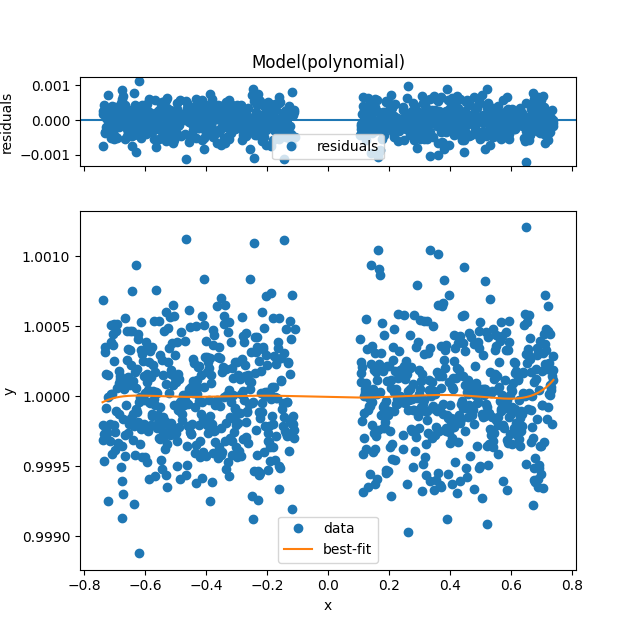 Model(polynomial)
residuals
0.001
0.000
−0.001
residuals
y
1.0010
1.0005
1.0000
0.9995
0.9990
data
best-fit
−0.8 −0.6 −0.4 −0.2 0.0 0.2 0.4 0.6 0.8
x